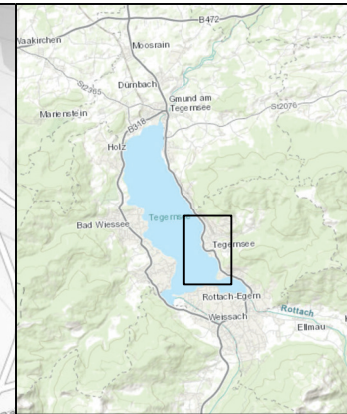 B472
Waakirchen
Moosrain
Dürnbach
St2365
Gmund am
Tegernsee
St2076
Marienstein
B318
Holz
Tegernsee
Bad Wiessee
Tegernsee
Rottach-Egern
Rottach
Weissach
Ellmau